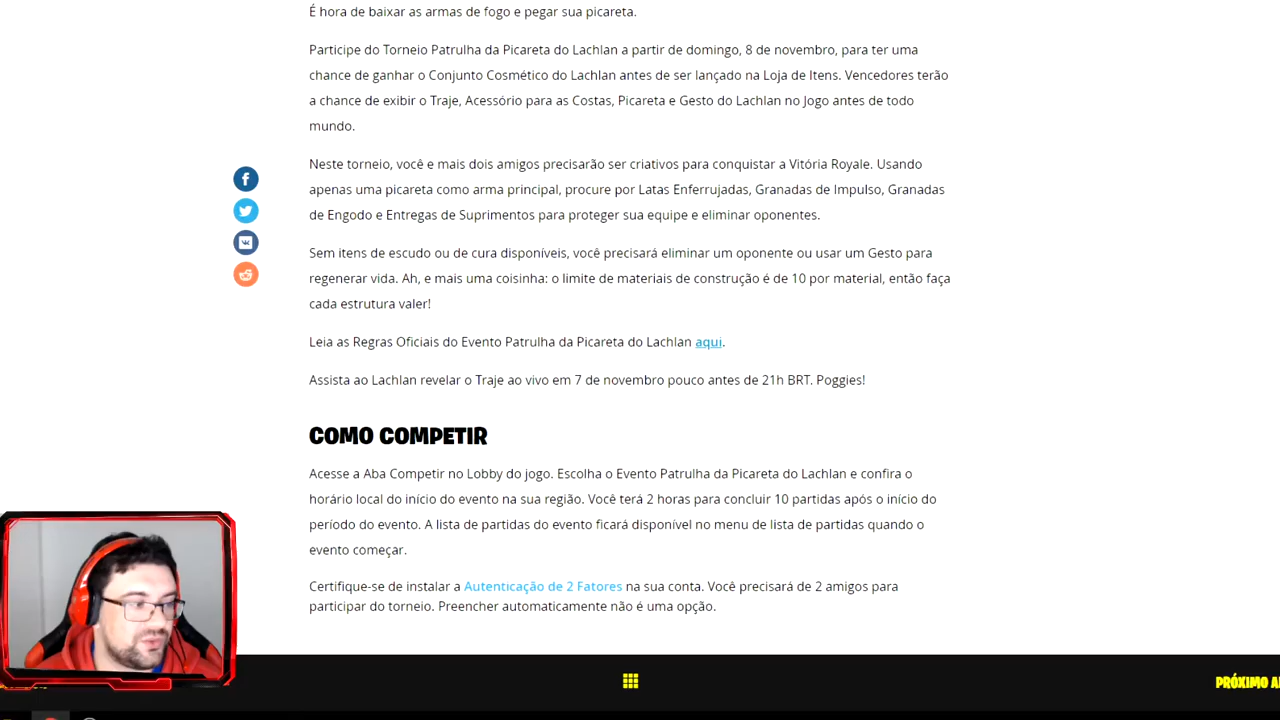 É hora de baixar as armas de fogo e pegar sua picareta.
Participe do Torneio Patrulha da Picareta do Lachlan a partir de domingo, 8 de novembro, para ter uma
chance de ganhar o Conjunto Cosmético do Lachlan antes de ser lançado na Loja de Itens. Vencedores terão
a chance de exibir o Traje, Acessório para as Costas, Picareta e Gesto do Lachlan no Jogo antes de todo
mundo.
Neste torneio, você e mais dois amigos precisarão ser criativos para conquistar a Vitória Royale. Usando
apenas uma picareta como arma principal, procure por Latas Enferrujadas, Granadas de Impulso, Granadas
de Engodo e Entregas de Suprimentos para proteger sua equipe e eliminar oponentes.
Sem itens de escudo ou de cura disponíveis, você precisará eliminar um oponente ou usar um Gesto para
regenerar vida. Ah, e mais uma coisinha: o limite de materiais de construção é de 10 por material, então faça
cada estrutura valer!
Leia as Regras Oficiais do Evento Patrulha da Picareta do Lachlan aqui.
Assista ao Lachlan revelar o Traje ao vivo em 7 de novembro pouco antes de 21h BRT. Poggies!
COMO COMPETIR
Acesse a Aba Competir no Lobby do jogo. Escolha o Evento Patrulha da Picareta do Lachlan e confira o
horário local do início do evento na sua região. Você terá 2 horas para concluir 10 partidas após o início do
período do evento. A lista de partidas do evento ficará disponível no menu de lista de partidas quando o
evento começar.
Certifique-se de instalar a Autenticação de 2 Fatores na sua conta. Você precisará de 2 amigos para
participar do torneio. Preencher automaticamente não é uma opção.
PRÓXIMO